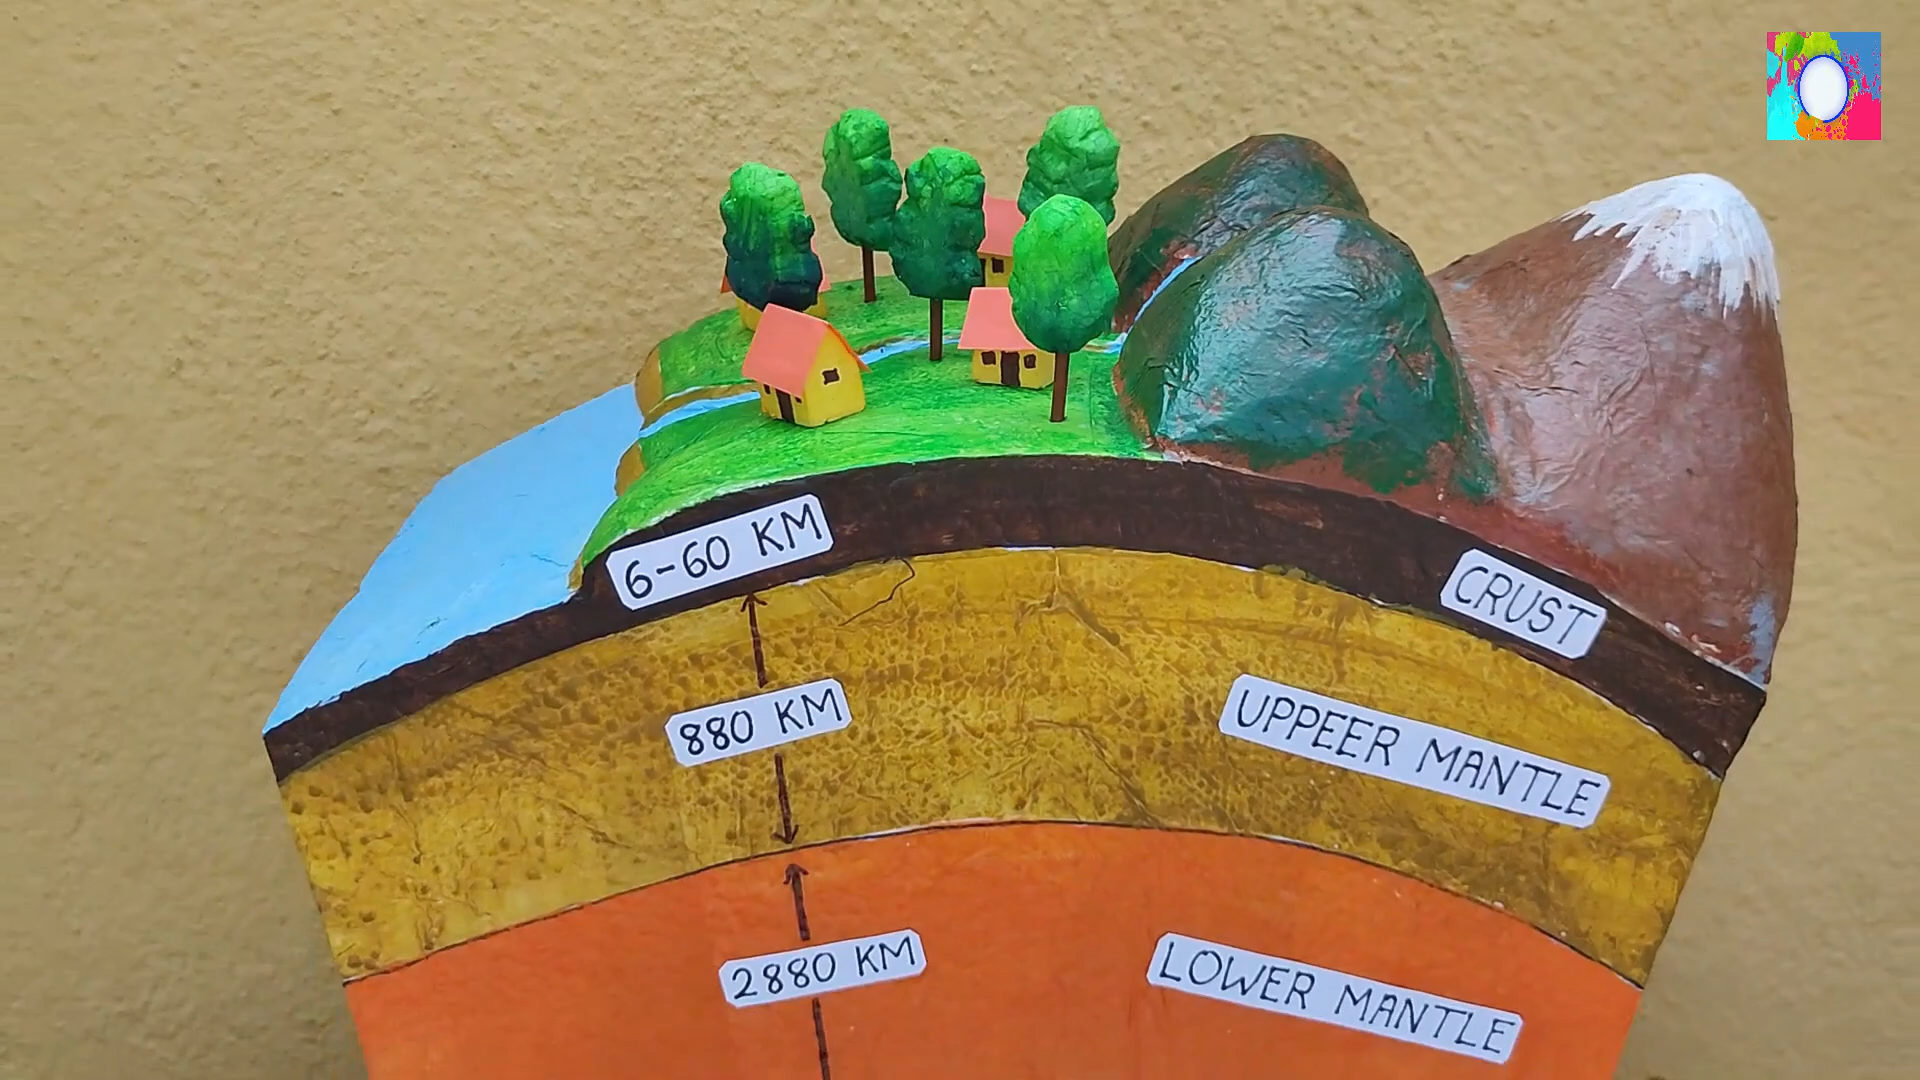 6-60 KM
CRUST
880 KM
UPPEER MANTLE
2880 KM
LOWER MANTLE